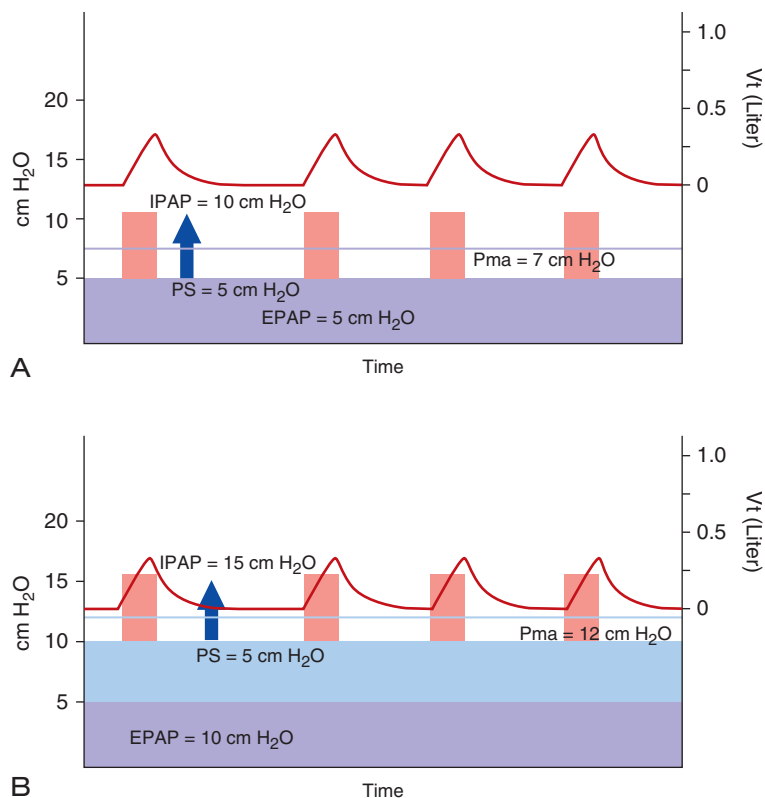 20
15
10
5
cm H₂O
1.0
0.5
0
Vt (Liter)
IPAP = 10 cm H₂O
Pma = 7 cm H₂O
PS = 5 cm H₂O
EPAP = 5 cm H₂O
A
Time
20
15
10
5
cm H₂O
1.0
0.5
0
Vt (Liter)
IPAP = 15 cm H₂O
Pma = 12 cm H₂O
PS = 5 cm H₂O
EPAP = 10 cm H₂O
B
Time